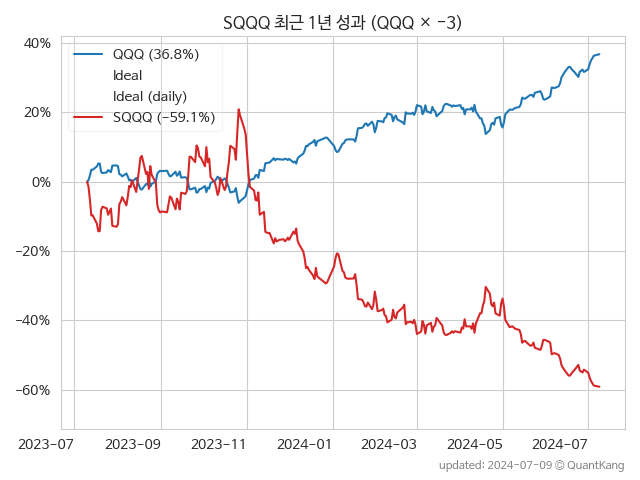 SQQQ 최근 1년 성과 (QQQ × −3)
QQQ (36.8%)
Ideal
Ideal (daily)
SQQQ (−59.1%)
40%
20%
0%
−20%
−40%
−60%
2023-07 2023-09 2023-11 2024-01 2024-03 2024-05 2024-07
updated: 2024-07-09 © QuantKang